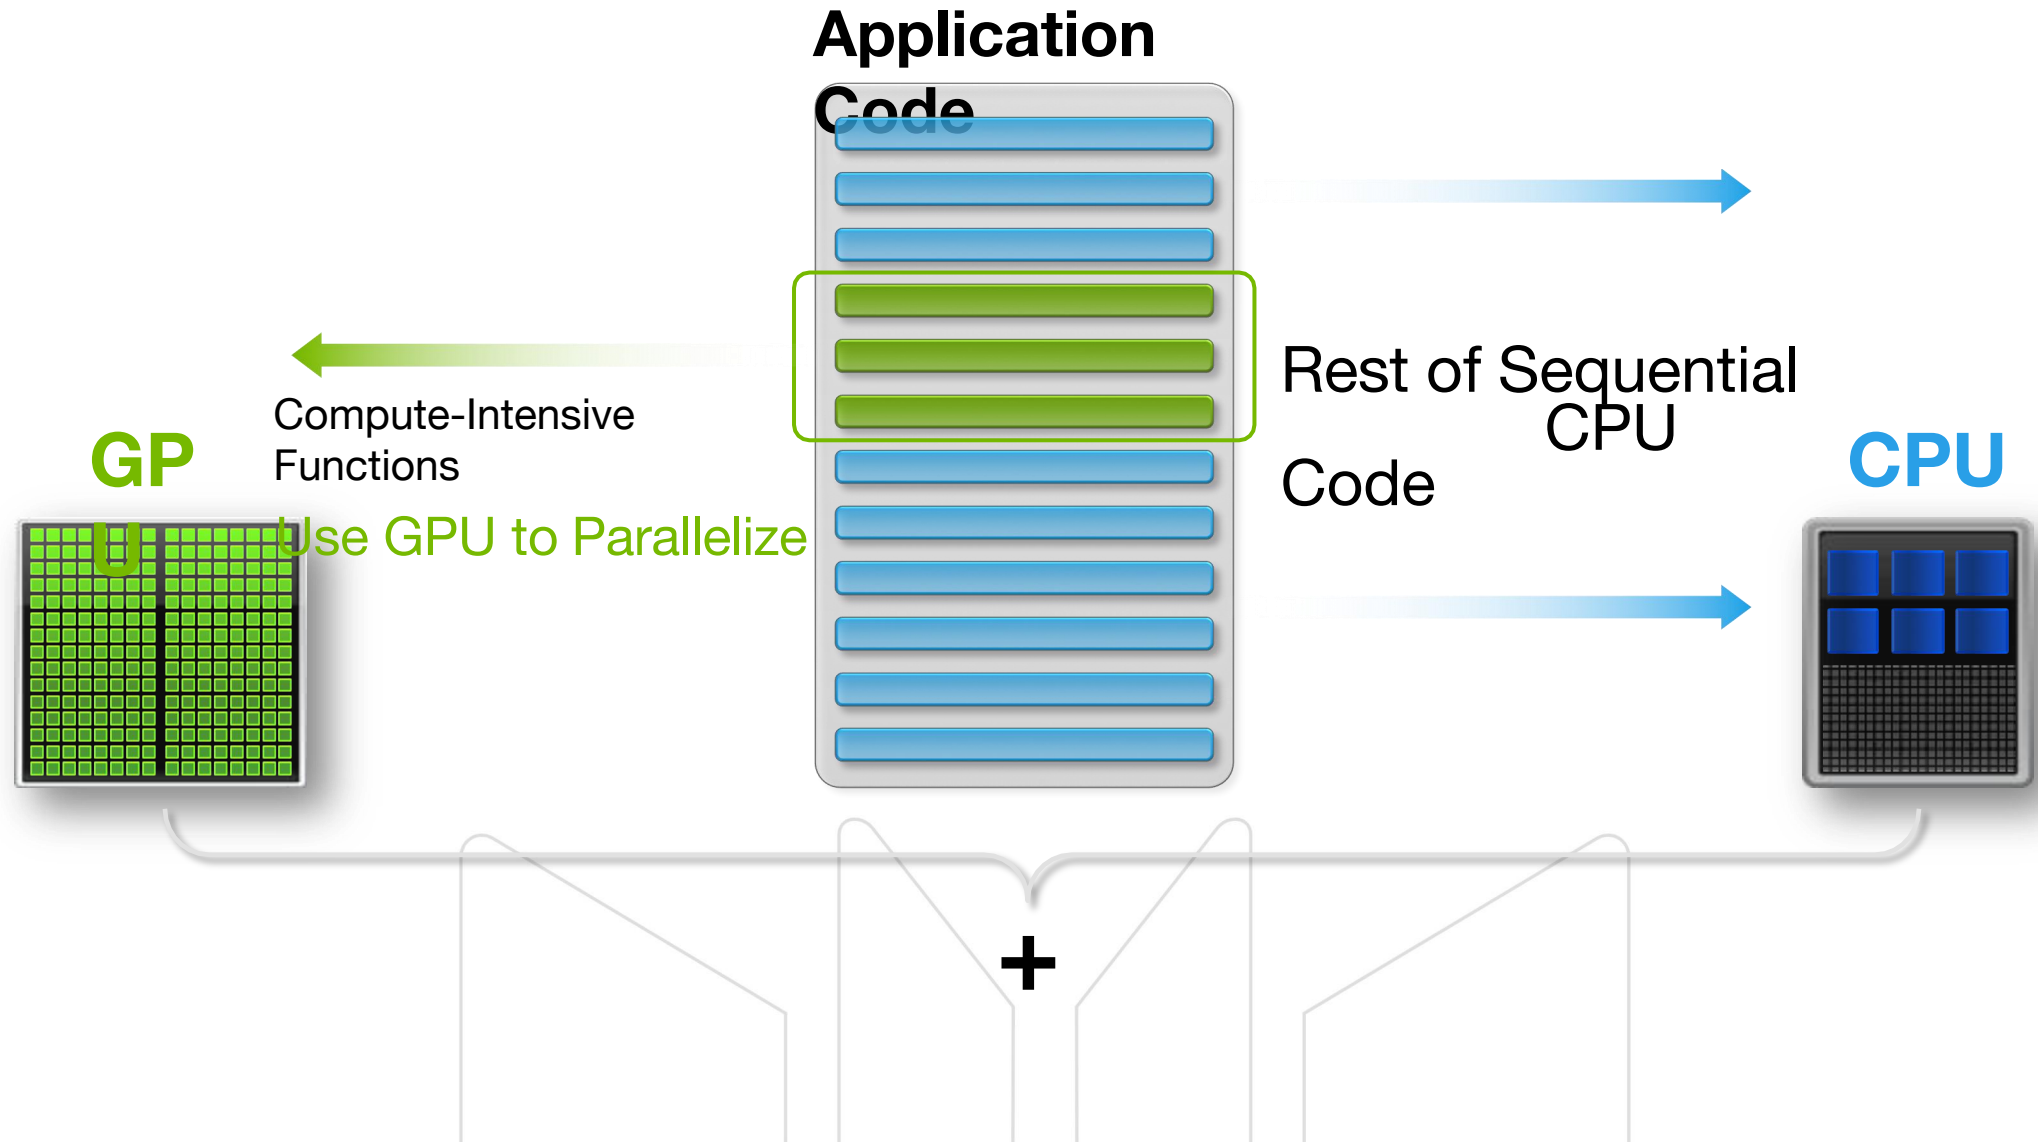 Application
Code
Compute-Intensive
Functions
Use GPU to Parallelize
GP
U
Rest of Sequential
CPU
Code
CPU
+